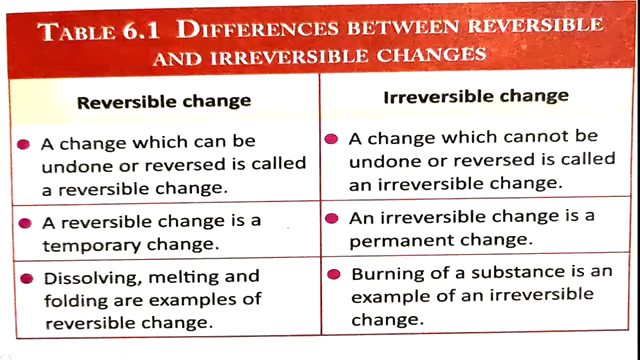 TABLE 6.1 DIFFERENCES BETWEEN REVERSIBLE
AND IRREVERSIBLE CHANGES
Reversible change
Irreversible change
A change which can be
undone or reversed is called
a reversible change.
A change which cannot be
undone or reversed is called
an irreversible change.
A reversible change is a
temporary change.
An irreversible change is a
permanent change.
Dissolving, melting and
folding are examples of
reversible change.
Burning of a substance is an
example of an irreversible
change.